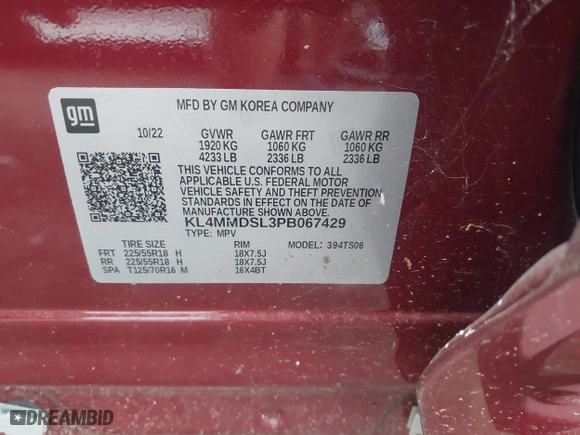 gm
MFD BY GM KOREA COMPANY
10/22 GVWR GAWR FRT GAWR RR
1920 KG 1060 KG 1060 KG
4233 LB 2336 LB 2336 LB
THIS VEHICLE CONFORMS TO ALL
APPLICABLE U.S. FEDERAL MOTOR
VEHICLE SAFETY AND THEFT PREVENTION
STANDARDS IN EFFECT ON THE DATE OF
MANUFACTURE SHOWN ABOVE.
KL4MMDSL3PB067429
TYPE: MPV MODEL: 394TS06
TIRE SIZE RIM
FRT 225/55R18 H 18X7.5J
RR 225/55R18 H 18X7.5J
SPA T125/70R16 M 16X4BT
DREAMBID